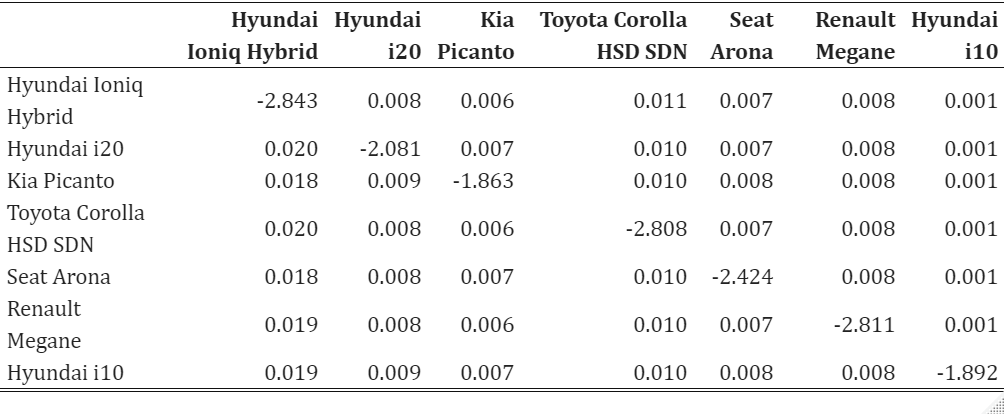 Hyundai Hyundai Kia Toyota Corolla Seat Renault Hyundai
Ioniq Hybrid i20 Picanto HSD SDN Arona Megane i10
Hyundai Ioniq
Hybrid -2.843 0.008 0.006 0.011 0.007 0.008 0.001
Hyundai i20 0.020 -2.081 0.007 0.010 0.007 0.008 0.001
Kia Picanto 0.018 0.009 -1.863 0.010 0.008 0.008 0.001
Toyota Corolla
HSD SDN 0.020 0.008 0.006 -2.808 0.007 0.008 0.001
Seat Arona 0.018 0.008 0.007 0.010 -2.424 0.008 0.001
Renault
Megane 0.019 0.008 0.006 0.010 0.007 -2.811 0.001
Hyundai i10 0.019 0.009 0.007 0.010 0.008 0.008 -1.892